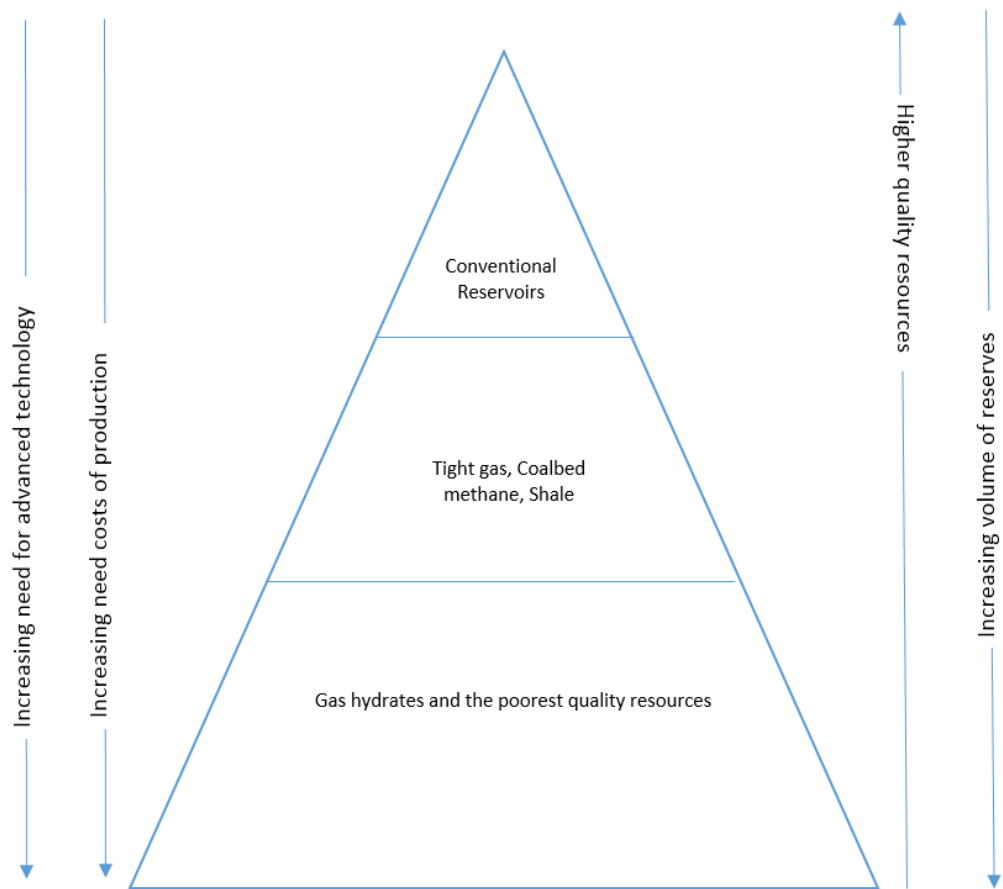 Increasing need for advanced technology
Increasing need costs of production
Conventional
Reservoirs
Tight gas, Coalbed
methane, Shale
Gas hydrates and the poorest quality resources
Higher quality resources
Increasing volume of reserves